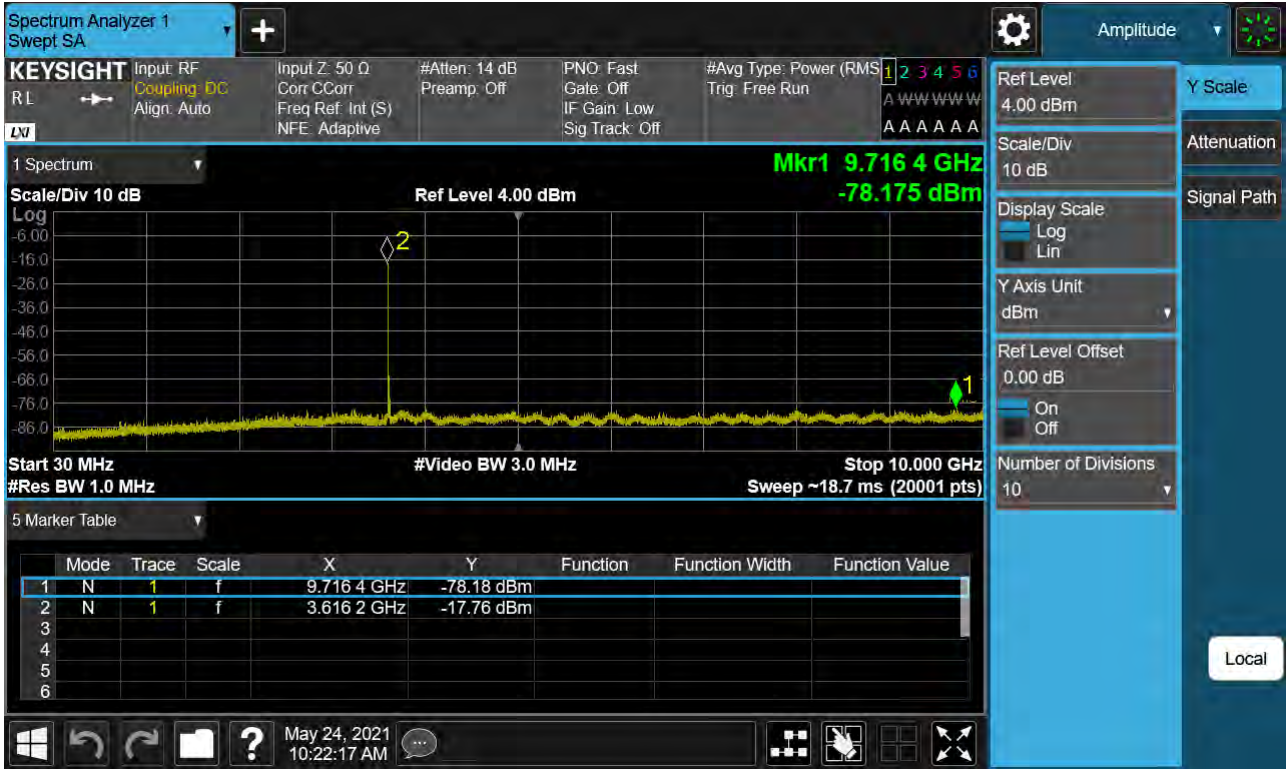 Spectrum Analyzer 1
Swept SA
Amplitude
KEYSIGHT
RL
LXI
Input: RF
Coupling: DC
Align: Auto
Input Z: 50 Ω
Corr CCorr
Freq Ref: Int (S)
NFE: Adaptive
#Atten: 14 dB
Preamp: Off
PNO: Fast
Gate: Off
IF Gain: Low
Sig Track: Off
#Avg Type: Power (RMS
Trig: Free Run
1 2 3 4 5 6
A W W W W W
A A A A A A
1 Spectrum
Mkr1 9.716 4 GHz
-78.175 dBm
Scale/Div 10 dB
Ref Level 4.00 dBm
Log
-6.00
-16.0
-26.0
-36.0
-46.0
-56.0
-66.0
-76.0
-86.0
2
1
Start 30 MHz
#Video BW 3.0 MHz
Stop 10.000 GHz
#Res BW 1.0 MHz
Sweep ~18.7 ms (20001 pts)
5 Marker Table
Mode Trace Scale X Y Function Function Width Function Value
1 N 1 f 9.716 4 GHz -78.18 dBm
2 N 1 f 3.616 2 GHz -17.76 dBm
3
4
5
6
Ref Level
4.00 dBm
Scale/Div
10 dB
Display Scale
Log
Lin
Y Axis Unit
dBm
Ref Level Offset
0.00 dB
On
Off
Number of Divisions
10
Y Scale
Attenuation
Signal Path
Local
?
May 24, 2021
10:22:17 AM